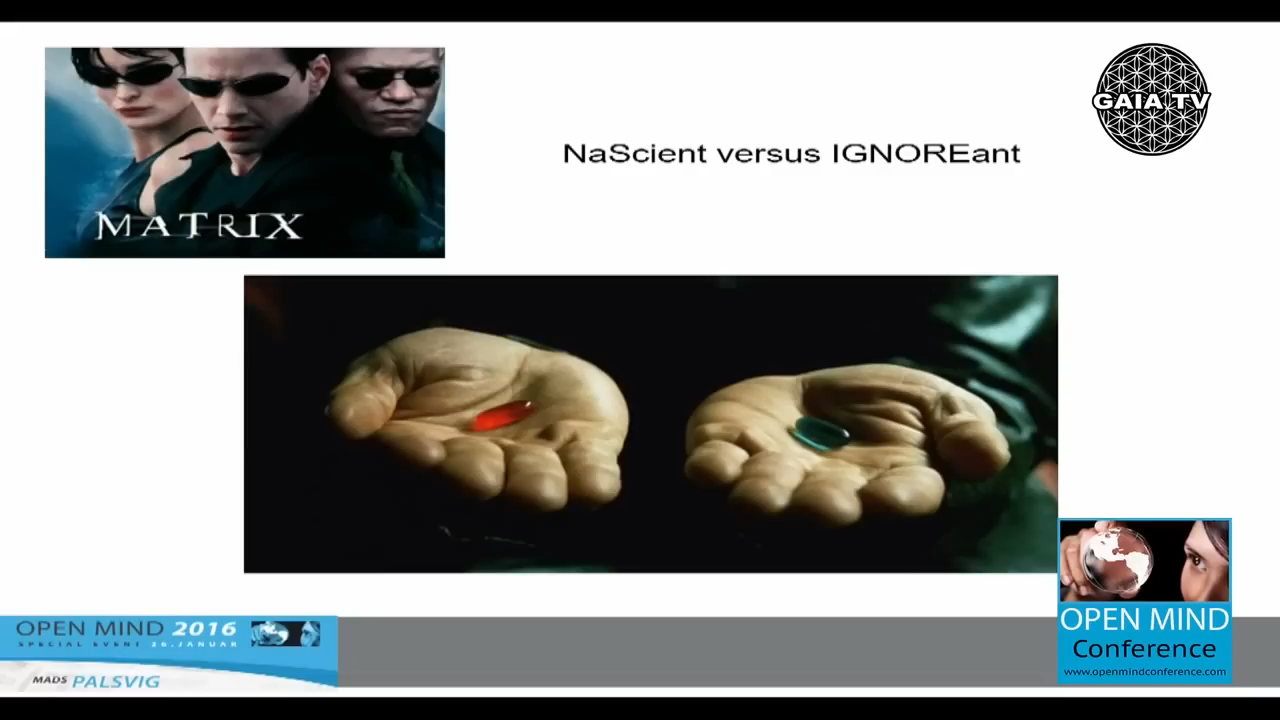 MATRIX
NaScient versus IGNOREant
GAIA TV
OPEN MIND 2016
SPECIAL EVENT 26.JANUAR
MADS PALSVIG
OPEN MIND
Conference
www.openmindconference.com